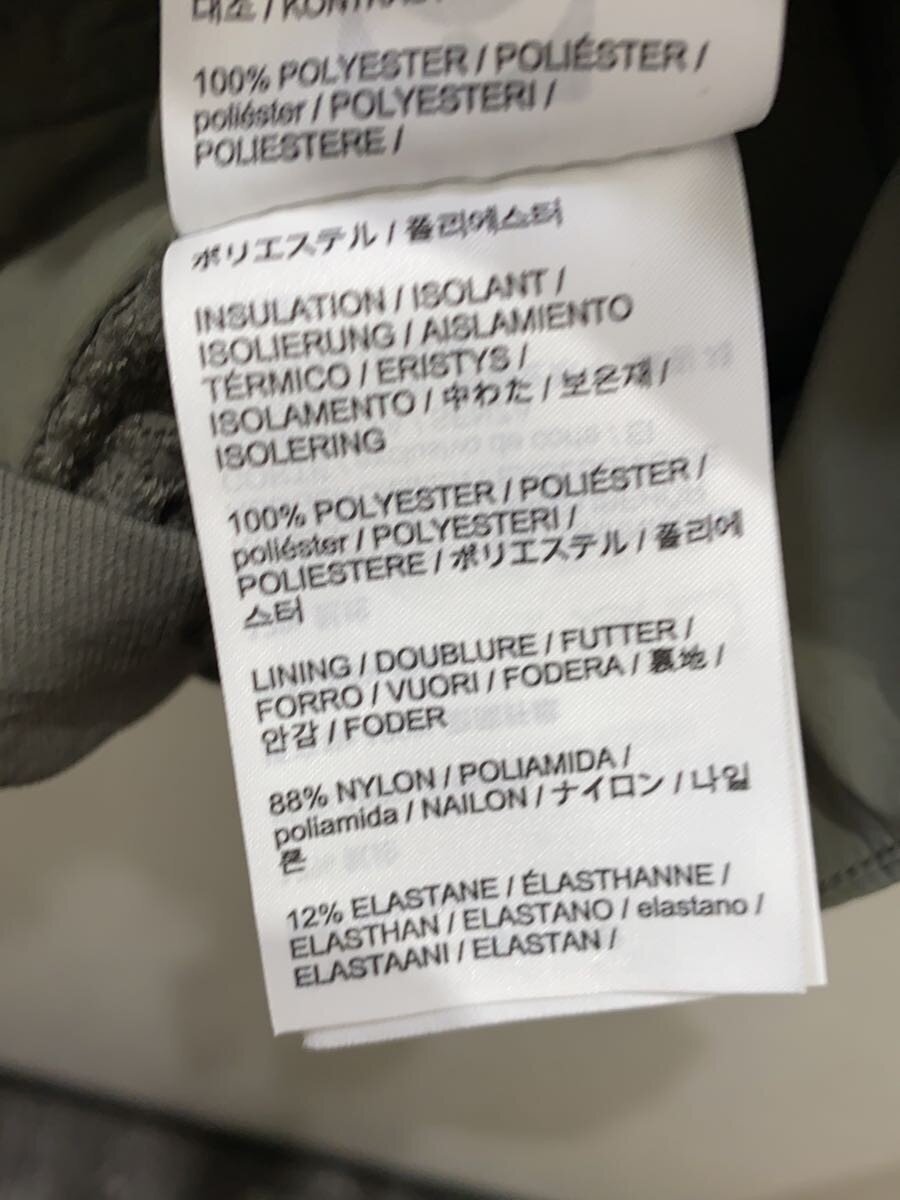 대조 / KONTRAST
100% POLYESTER / POLIÉSTER /
poliéster / POLYESTERI /
POLIESTERE /
ポリエステル / 폴리에스터
INSULATION / ISOLANT /
ISOLIERUNG / AISLAMIENTO
TÉRMICO / ERISTYS /
ISOLAMENTO / 中わた / 보온재 /
ISOLERING
100% POLYESTER / POLIÉSTER /
poliéster / POLYESTERI /
POLIESTERE / ポリエステル / 폴리에
스터
LINING / DOUBLURE / FUTTER /
FORRO / VUORI / FODERA / 裏地 /
안감 / FODER
88% NYLON / POLIAMIDA /
poliamida / NAILON / ナイロン / 나일
론
12% ELASTANE / ÉLASTHANNE /
ELASTHAN / ELASTANO / elastano /
ELASTAANI / ELASTAN /